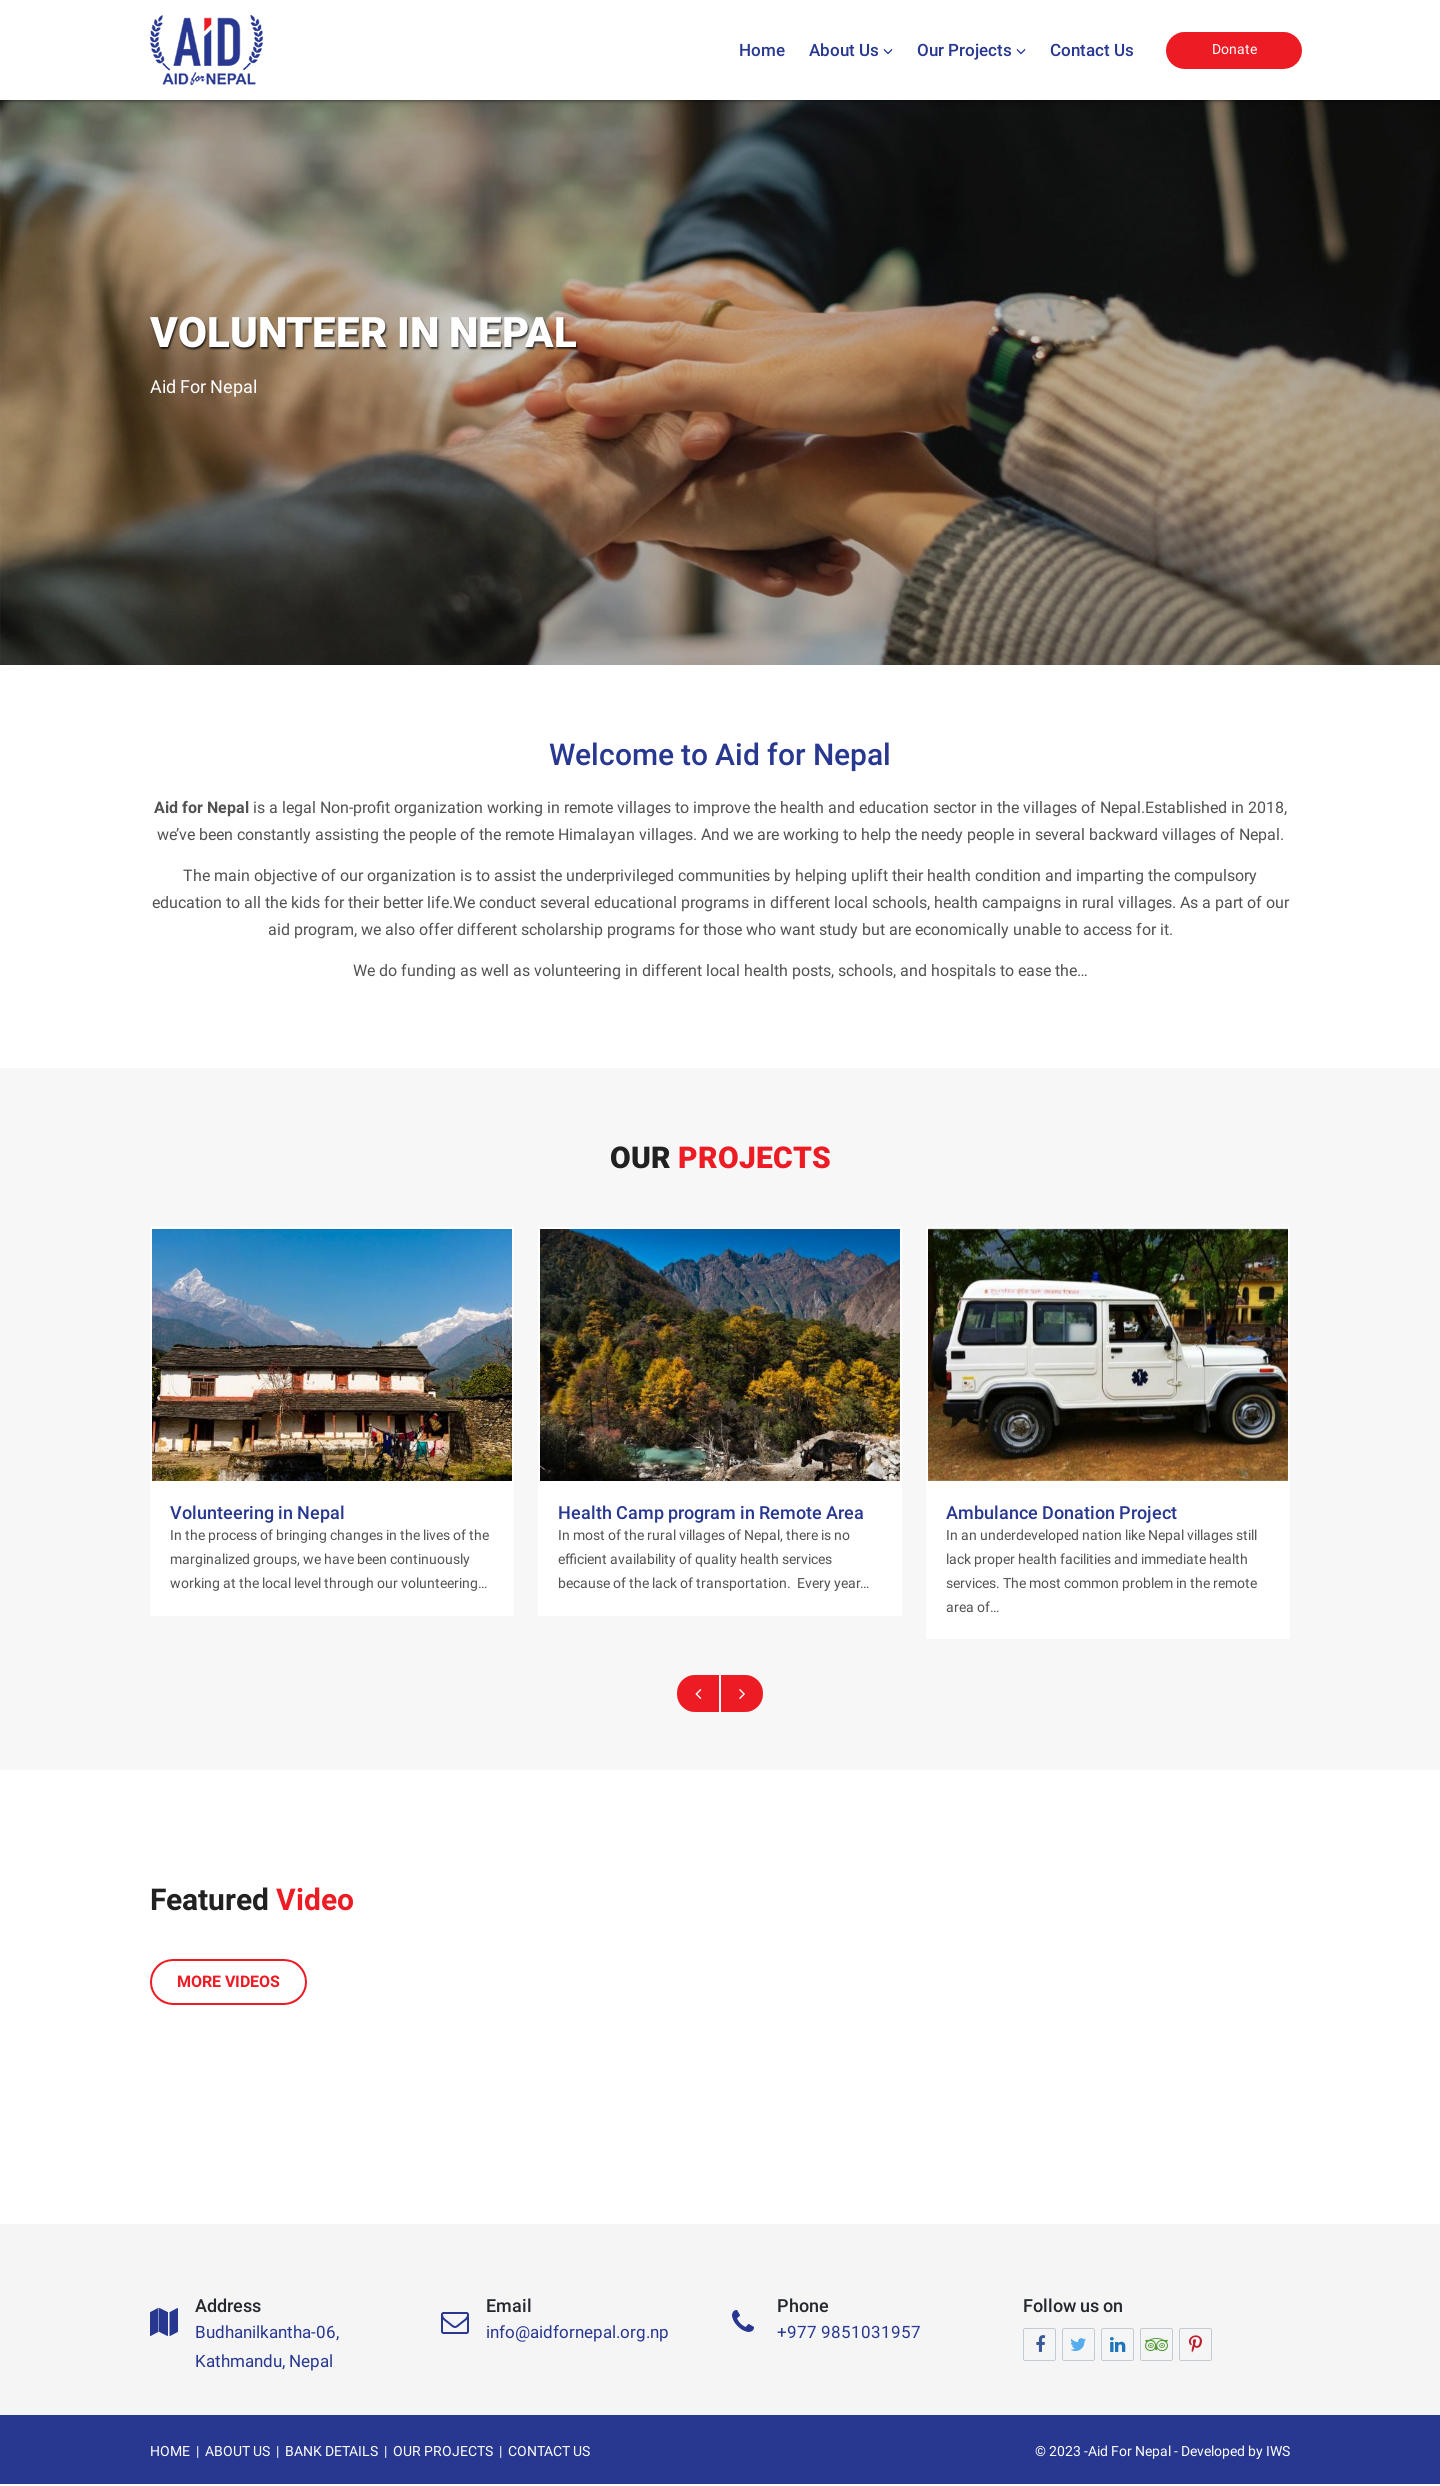 AiD
AID for NEPAL
Home About Us Our Projects Contact Us Donate
VOLUNTEER IN NEPAL
Aid For Nepal
Welcome to Aid for Nepal
Aid for Nepal is a legal Non-profit organization working in remote villages to improve the health and education sector in the villages of Nepal.Established in 2018,
we’ve been constantly assisting the people of the remote Himalayan villages. And we are working to help the needy people in several backward villages of Nepal.
The main objective of our organization is to assist the underprivileged communities by helping uplift their health condition and imparting the compulsory
education to all the kids for their better life.We conduct several educational programs in different local schools, health campaigns in rural villages. As a part of our
aid program, we also offer different scholarship programs for those who want study but are economically unable to access for it.
We do funding as well as volunteering in different local health posts, schools, and hospitals to ease the…
OUR PROJECTS
Volunteering in Nepal
In the process of bringing changes in the lives of the
marginalized groups, we have been continuously
working at the local level through our volunteering…
Health Camp program in Remote Area
In most of the rural villages of Nepal, there is no
efficient availability of quality health services
because of the lack of transportation.  Every year…
Ambulance Donation Project
In an underdeveloped nation like Nepal villages still
lack proper health facilities and immediate health
services. The most common problem in the remote
area of…
Featured Video
MORE VIDEOS
Address
Budhanilkantha-06,
Kathmandu, Nepal
Email
info@aidfornepal.org.np
Phone
+977 9851031957
Follow us on
HOME | ABOUT US | BANK DETAILS | OUR PROJECTS | CONTACT US
© 2023 -Aid For Nepal - Developed by IWS